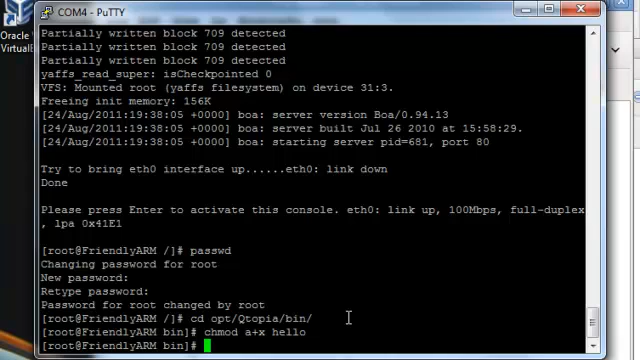 COM4 - PuTTY
Oracle
VirtualB
Partially written block 709 detected
Partially written block 709 detected
Partially written block 709 detected
yaffs_read_super: isCheckpointed 0
VFS: Mounted root (yaffs filesystem) on device 31:3.
Freeing init memory: 156K
[24/Aug/2011:19:38:05 +0000] boa: server version Boa/0.94.13
[24/Aug/2011:19:38:05 +0000] boa: server built Jul 26 2010 at 15:58:29.
[24/Aug/2011:19:38:05 +0000] boa: starting server pid=681, port 80
Try to bring eth0 interface up......eth0: link down
Done
Please press Enter to activate this console. eth0: link up, 100Mbps, full-duplex
, lpa 0x41E1
[root@FriendlyARM /]# passwd
Changing password for root
New password:
Retype password:
Password for root changed by root
[root@FriendlyARM /]# cd opt/Qtopia/bin/
[root@FriendlyARM bin]# chmod a+x hello
[root@FriendlyARM bin]#